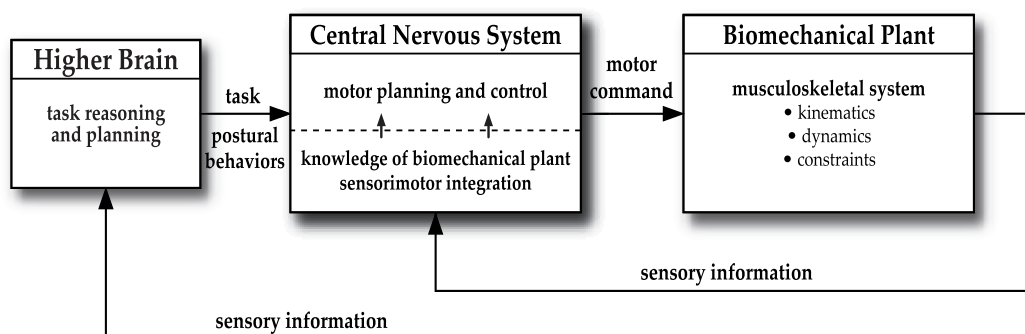 Higher Brain
task reasoning
and planning
task
postural
behaviors
Central Nervous System
motor planning and control
knowledge of biomechanical plant
sensorimotor integration
motor
command
Biomechanical Plant
musculoskeletal system
• kinematics
• dynamics
• constraints
sensory information
sensory information